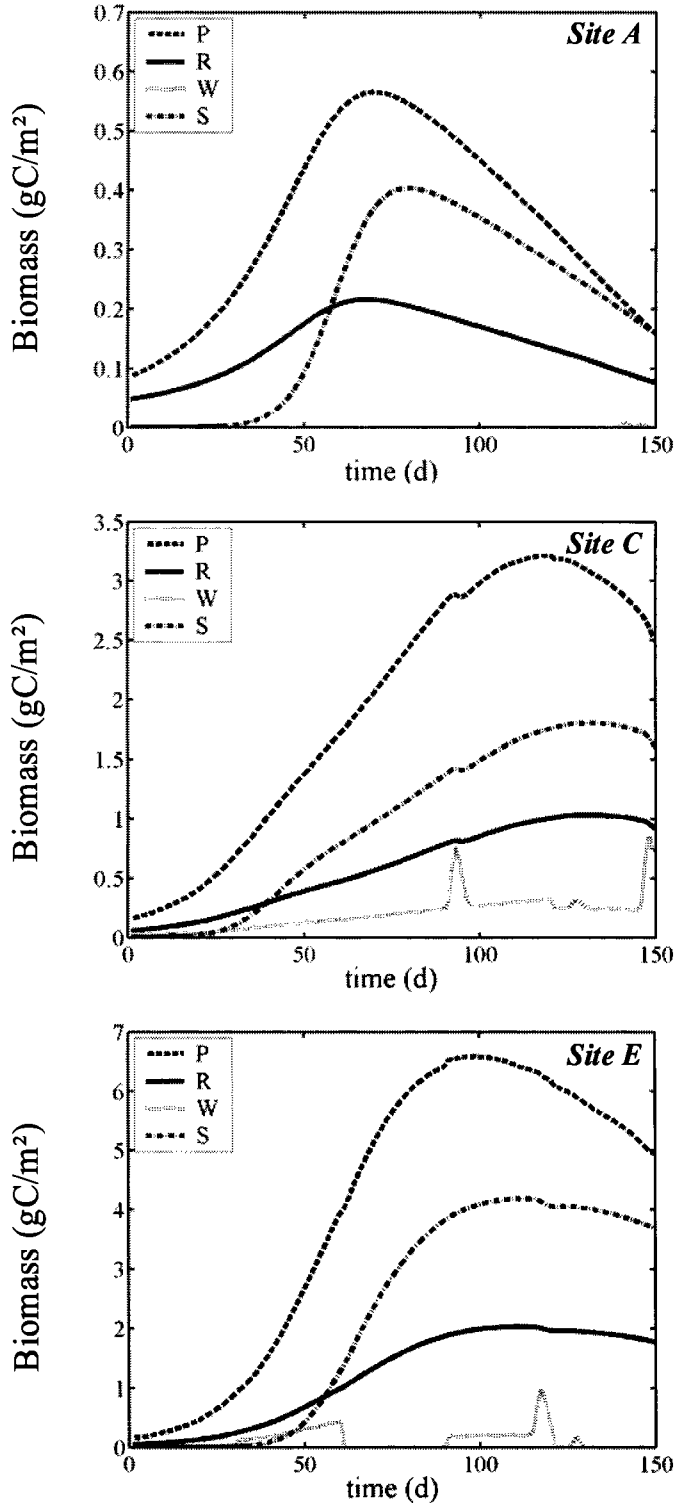 0.7
Site A
P
R
W
S
0.6
0.5
0.4
0.3
0.2
0.1
0
Biomass (gC/m²)
0 50 100 150
time (d)
3.5
Site C
P
R
W
S
3
2.5
2
1.5
1
0.5
0
Biomass (gC/m²)
0 50 100 150
time (d)
7
Site E
P
R
W
S
6
5
4
3
2
1
0
Biomass (gC/m²)
0 50 100 150
time (d)